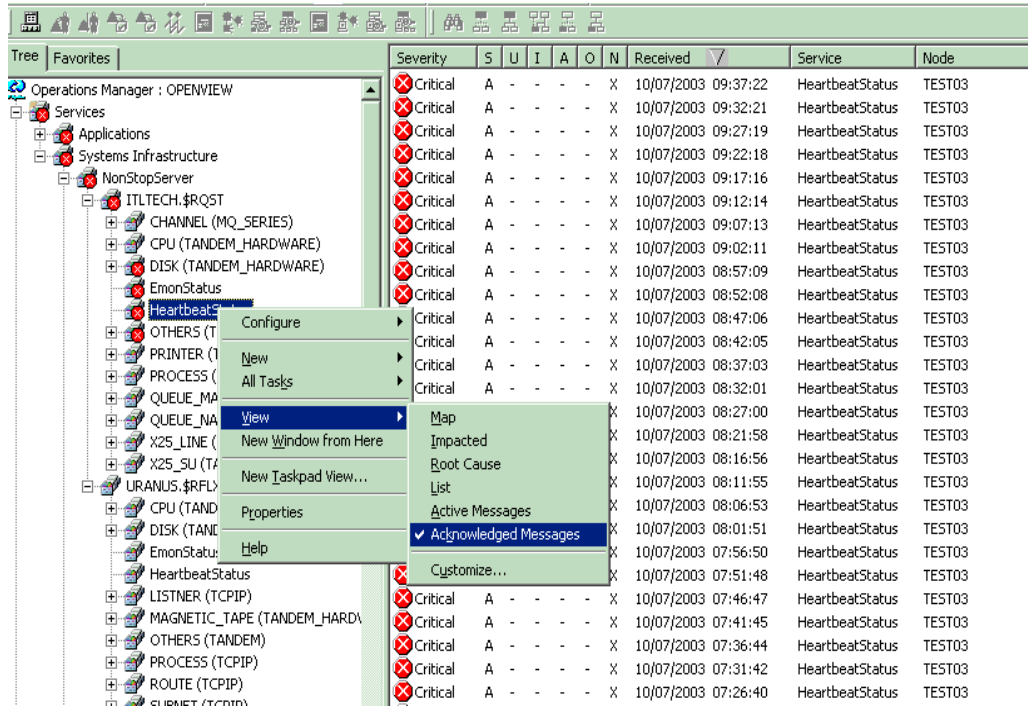 Tree Favorites
Operations Manager : OPENVIEW
Services
Applications
Systems Infrastructure
NonStopServer
ITLTECH.$RQST
CHANNEL (MQ_SERIES)
CPU (TANDEM_HARDWARE)
DISK (TANDEM_HARDWARE)
EmonStatus
HeartbeatS
OTHERS (T
PRINTER (T
PROCESS (
QUEUE_MA
QUEUE_NA
X25_LINE (
X25_SU (TA
URANUS.$RFLX
CPU (TAND
DISK (TAND
EmonStatus
HeartbeatStatus
LISTNER (TCPIP)
MAGNETIC_TAPE (TANDEM_HARDW
OTHERS (TANDEM)
PROCESS (TCPIP)
ROUTE (TCPIP)
SUBNET (TCPIP)
Configure
New
All Tasks
View
New Window from Here
New Taskpad View...
Properties
Help
Map
Impacted
Root Cause
List
Active Messages
✓ Acknowledged Messages
Customize...
Severity S U I A O N Received Service Node
Critical A - - - - X 10/07/2003 09:37:22 HeartbeatStatus TEST03
Critical A - - - - X 10/07/2003 09:32:21 HeartbeatStatus TEST03
Critical A - - - - X 10/07/2003 09:27:19 HeartbeatStatus TEST03
Critical A - - - - X 10/07/2003 09:22:18 HeartbeatStatus TEST03
Critical A - - - - X 10/07/2003 09:17:16 HeartbeatStatus TEST03
Critical A - - - - X 10/07/2003 09:12:14 HeartbeatStatus TEST03
Critical A - - - - X 10/07/2003 09:07:13 HeartbeatStatus TEST03
Critical A - - - - X 10/07/2003 09:02:11 HeartbeatStatus TEST03
Critical A - - - - X 10/07/2003 08:57:09 HeartbeatStatus TEST03
Critical A - - - - X 10/07/2003 08:52:08 HeartbeatStatus TEST03
Critical A - - - - X 10/07/2003 08:47:06 HeartbeatStatus TEST03
Critical A - - - - X 10/07/2003 08:42:05 HeartbeatStatus TEST03
Critical A - - - - X 10/07/2003 08:37:03 HeartbeatStatus TEST03
Critical A - - - - X 10/07/2003 08:32:01 HeartbeatStatus TEST03
X 10/07/2003 08:27:00 HeartbeatStatus TEST03
X 10/07/2003 08:21:58 HeartbeatStatus TEST03
X 10/07/2003 08:16:56 HeartbeatStatus TEST03
X 10/07/2003 08:11:55 HeartbeatStatus TEST03
X 10/07/2003 08:06:53 HeartbeatStatus TEST03
X 10/07/2003 08:01:51 HeartbeatStatus TEST03
X 10/07/2003 07:56:50 HeartbeatStatus TEST03
X 10/07/2003 07:51:48 HeartbeatStatus TEST03
Critical A - - - - X 10/07/2003 07:46:47 HeartbeatStatus TEST03
Critical A - - - - X 10/07/2003 07:41:45 HeartbeatStatus TEST03
Critical A - - - - X 10/07/2003 07:36:44 HeartbeatStatus TEST03
Critical A - - - - X 10/07/2003 07:31:42 HeartbeatStatus TEST03
Critical A - - - - X 10/07/2003 07:26:40 HeartbeatStatus TEST03